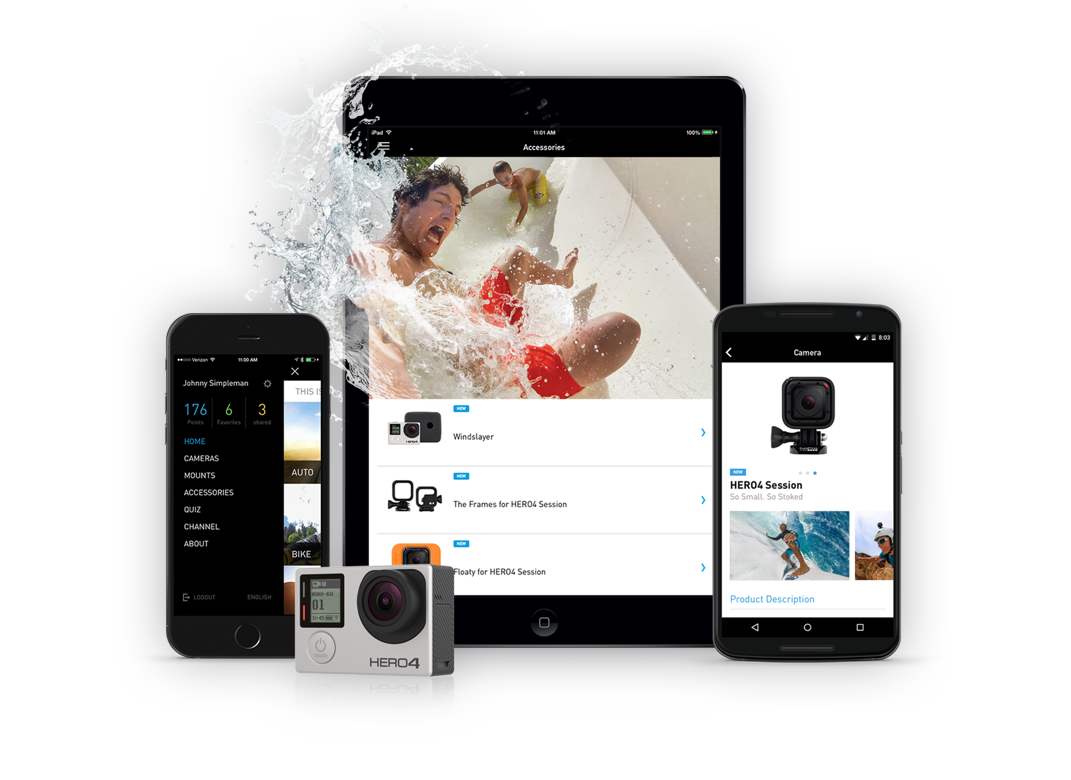 iPad
11:01 AM
100%
Accessories
NEW
Windslayer
NEW
The Frames for HERO4 Session
NEW
Floaty for HERO4 Session
Verizon
11:00 AM
Johnny Simpleman
THIS IS
176
6
3
Points
Favorites
shared
HOME
CAMERAS
MOUNTS
ACCESSORIES
AUTO
QUIZ
CHANNEL
ABOUT
BIKE
LOGOUT
ENGLISH
01
HERO4
8:03
Camera
NEW
HERO4 Session
So Small. So Stoked
Product Description